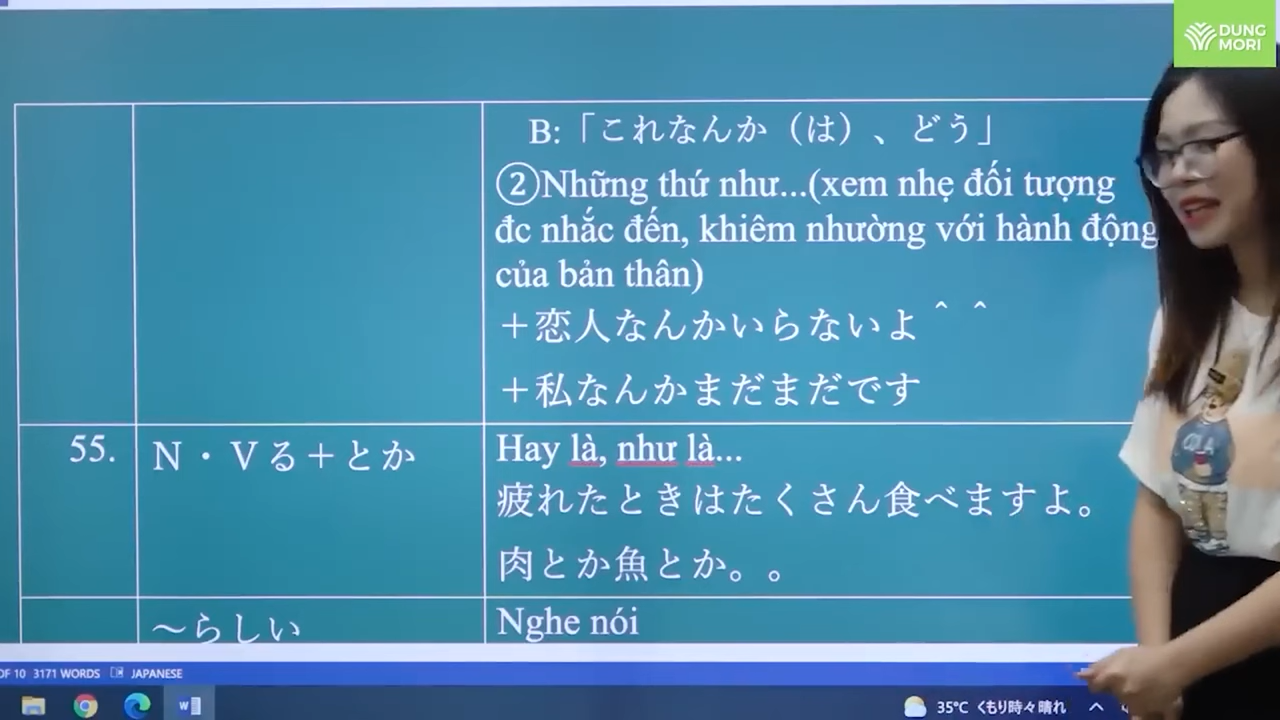 DUNG
MORI
B:「これなんか（は）、どう」
②Những thứ như...(xem nhẹ đối tượng
đc nhắc đến, khiêm nhường với hành động
của bản thân)
＋恋人なんかいらないよ＾＾
＋私なんかまだまだです
55.
N・Vる＋とか
Hay là, như là...
疲れたときはたくさん食べますよ。
肉とか魚とか。。
～らしい
Nghe nói
OF 10 3171 WORDS JAPANESE
35°C くもり時々晴れ